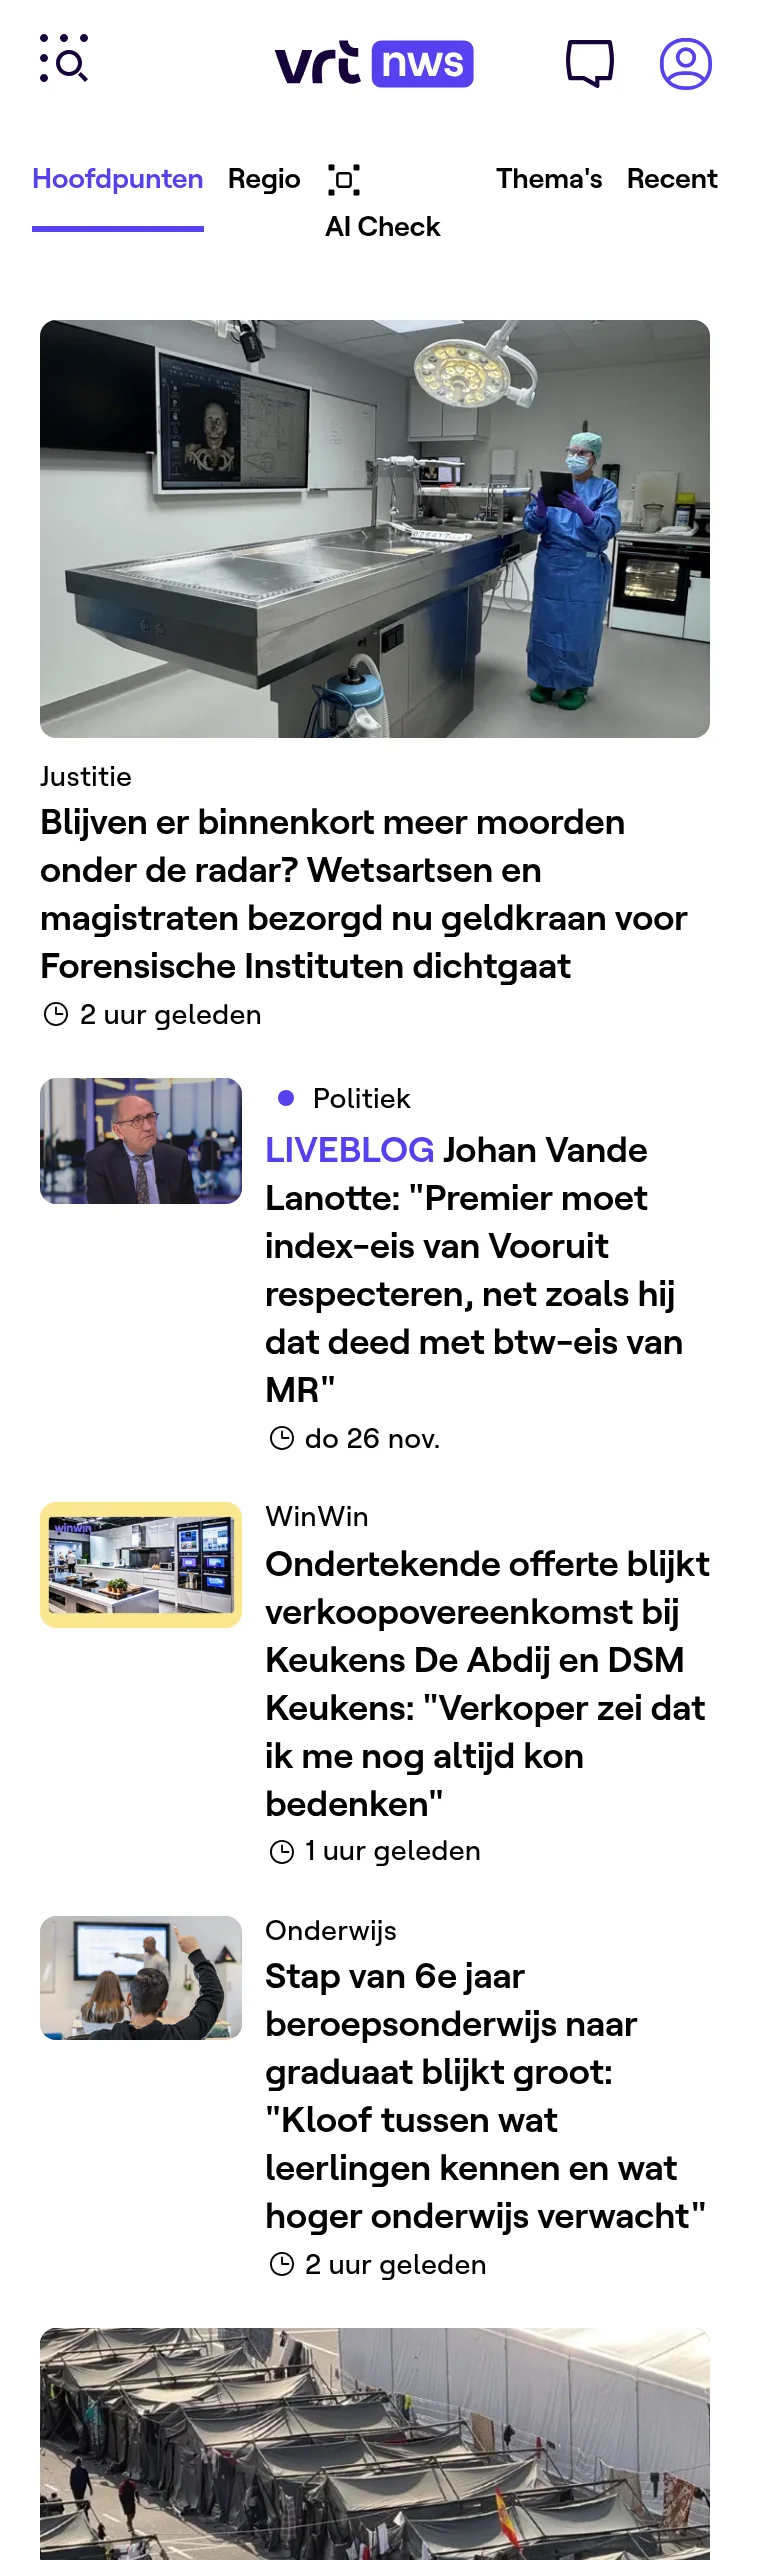 vrt nws
Hoofdpunten Regio AI Check Thema's Recent
Justitie
Blijven er binnenkort meer moorden
onder de radar? Wetsartsen en
magistraten bezorgd nu geldkraan voor
Forensische Instituten dichtgaat
2 uur geleden
Politiek
LIVEBLOG Johan Vande
Lanotte: "Premier moet
index-eis van Vooruit
respecteren, net zoals hij
dat deed met btw-eis van
MR"
do 26 nov.
winwin
WinWin
Ondertekende offerte blijkt
verkoopovereenkomst bij
Keukens De Abdij en DSM
Keukens: "Verkoper zei dat
ik me nog altijd kon
bedenken"
1 uur geleden
Onderwijs
Stap van 6e jaar
beroepsonderwijs naar
graduaat blijkt groot:
"Kloof tussen wat
leerlingen kennen en wat
hoger onderwijs verwacht"
2 uur geleden